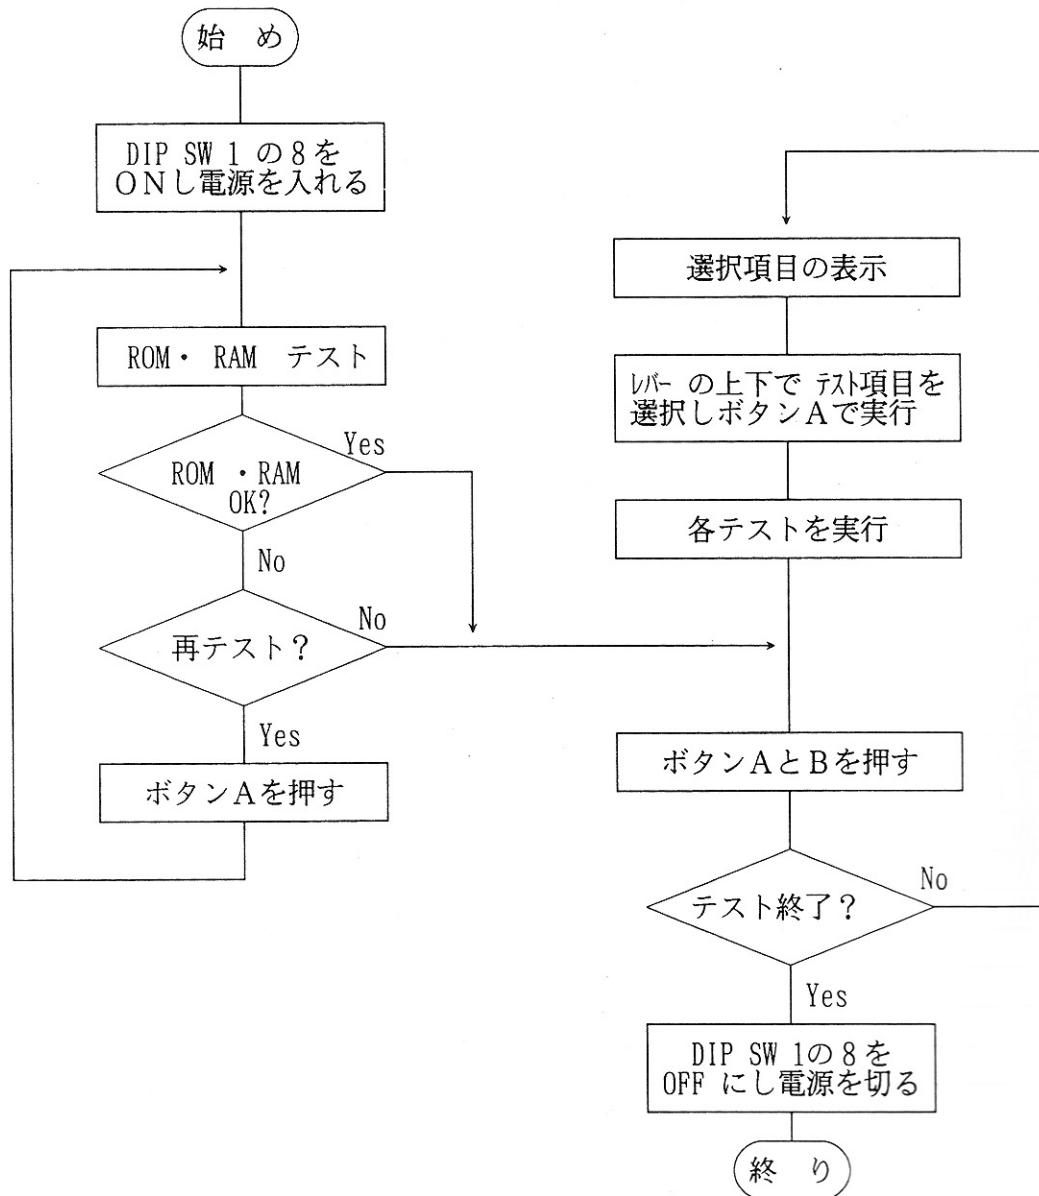 始 め
DIP SW 1 の 8 を
ONし電源を入れる
ROM・ RAM テスト
Yes
ROM ・RAM
OK?
No
No
再テスト？
Yes
ボタンAを押す
選択項目の表示
ﾚﾊﾞｰ の上下で ﾃｽﾄ項目を
選択しボタンAで実行
各テストを実行
ボタンAとBを押す
No
テスト終了？
Yes
DIP SW 1の 8 を
OFF にし電源を切る
終 り